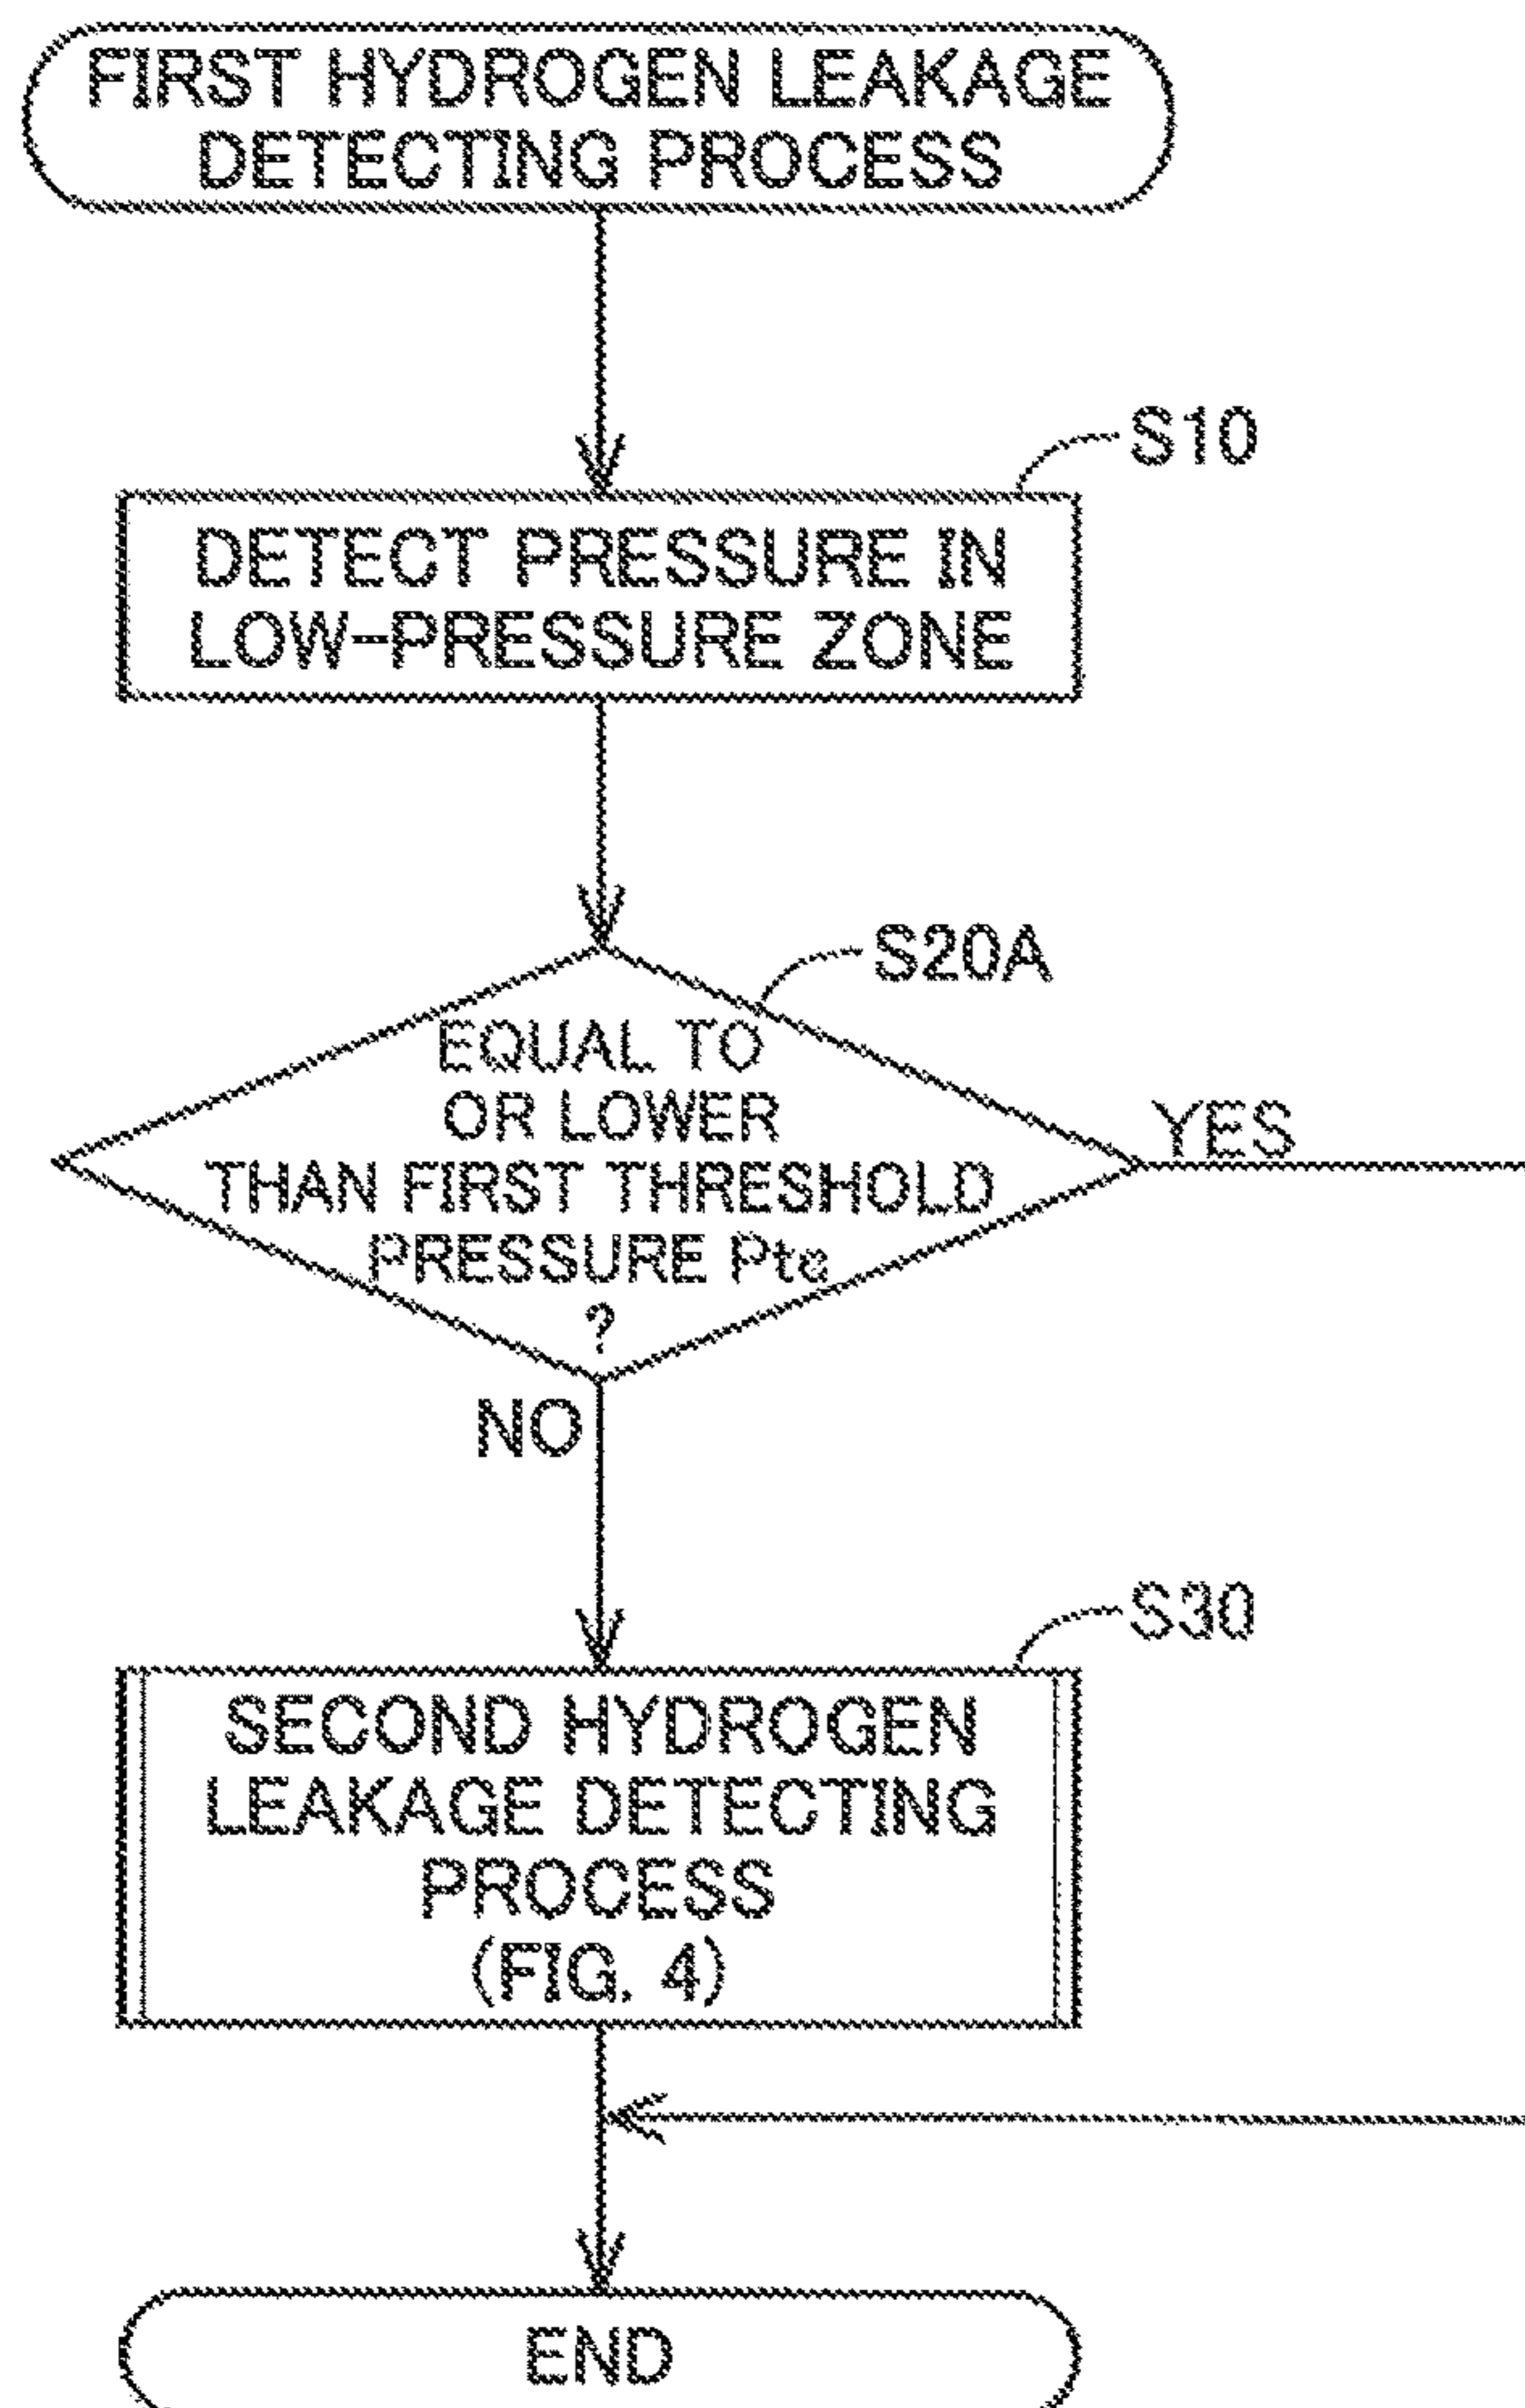 FIRST HYDROGEN LEAKAGE
DETECTING PROCESS
S10
DETECT PRESSURE IN
LOW-PRESSURE ZONE
S20A
EQUAL TO
OR LOWER
THAN FIRST THRESHOLD
PRESSURE Pta
?
YES
NO
S30
SECOND HYDROGEN
LEAKAGE DETECTING
PROCESS
(FIG. 4)
END